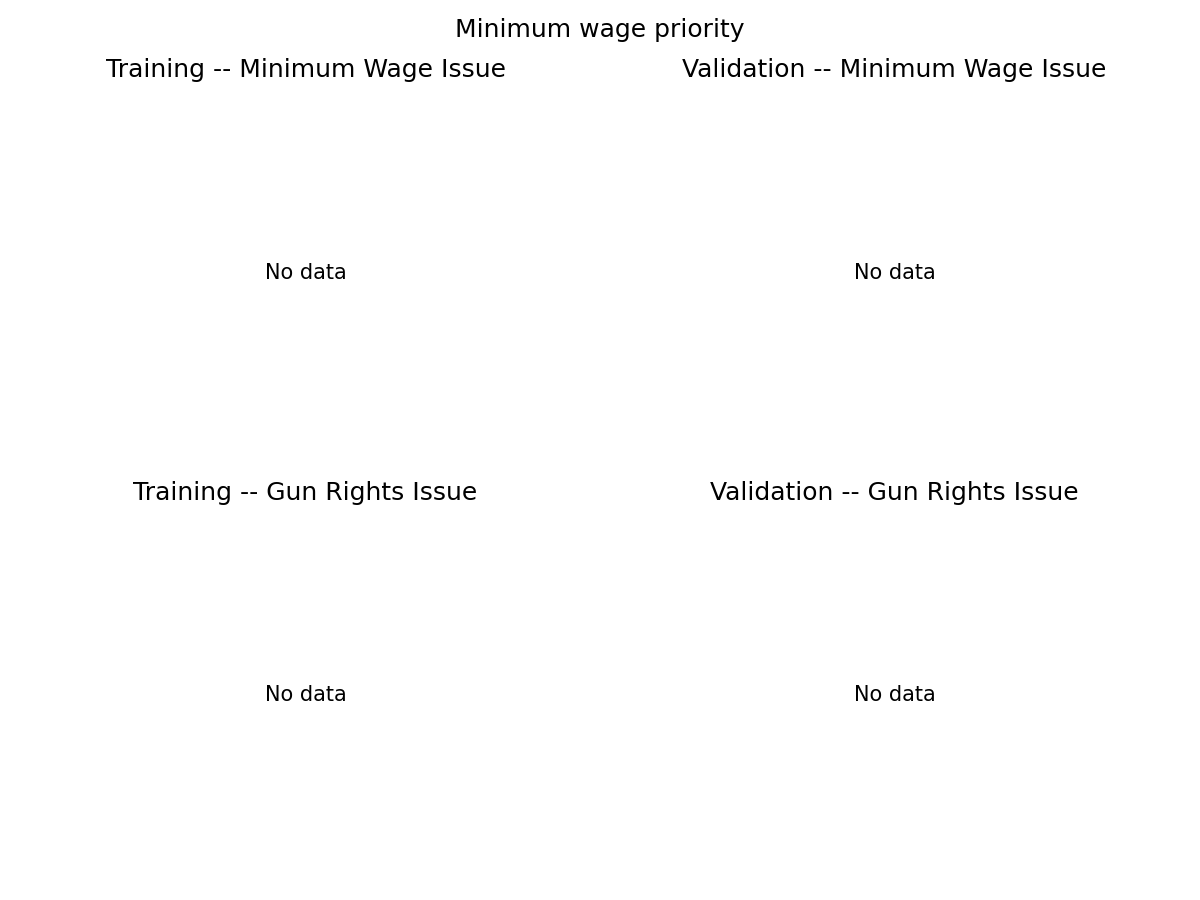 Minimum wage priority
Training -- Minimum Wage Issue
Validation -- Minimum Wage Issue
No data
No data
Training -- Gun Rights Issue
Validation -- Gun Rights Issue
No data
No data